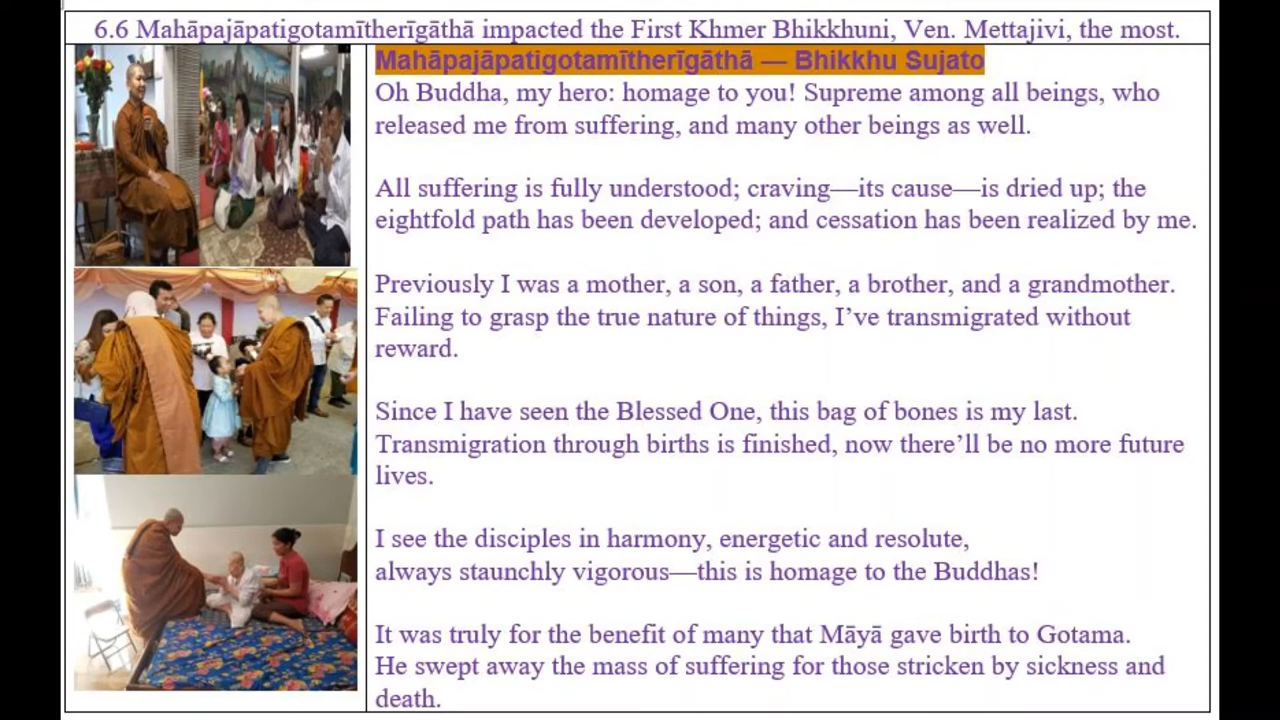 6.6 Mahāpajāpatigotamītherīgāthā impacted the First Khmer Bhikkhuni, Ven. Mettajivi, the most.
Mahāpajāpatigotamītherīgāthā — Bhikkhu Sujato
Oh Buddha, my hero: homage to you! Supreme among all beings, who
released me from suffering, and many other beings as well.
All suffering is fully understood; craving—its cause—is dried up; the
eightfold path has been developed; and cessation has been realized by me.
Previously I was a mother, a son, a father, a brother, and a grandmother.
Failing to grasp the true nature of things, I’ve transmigrated without
reward.
Since I have seen the Blessed One, this bag of bones is my last.
Transmigration through births is finished, now there’ll be no more future
lives.
I see the disciples in harmony, energetic and resolute,
always staunchly vigorous—this is homage to the Buddhas!
It was truly for the benefit of many that Māyā gave birth to Gotama.
He swept away the mass of suffering for those stricken by sickness and
death.